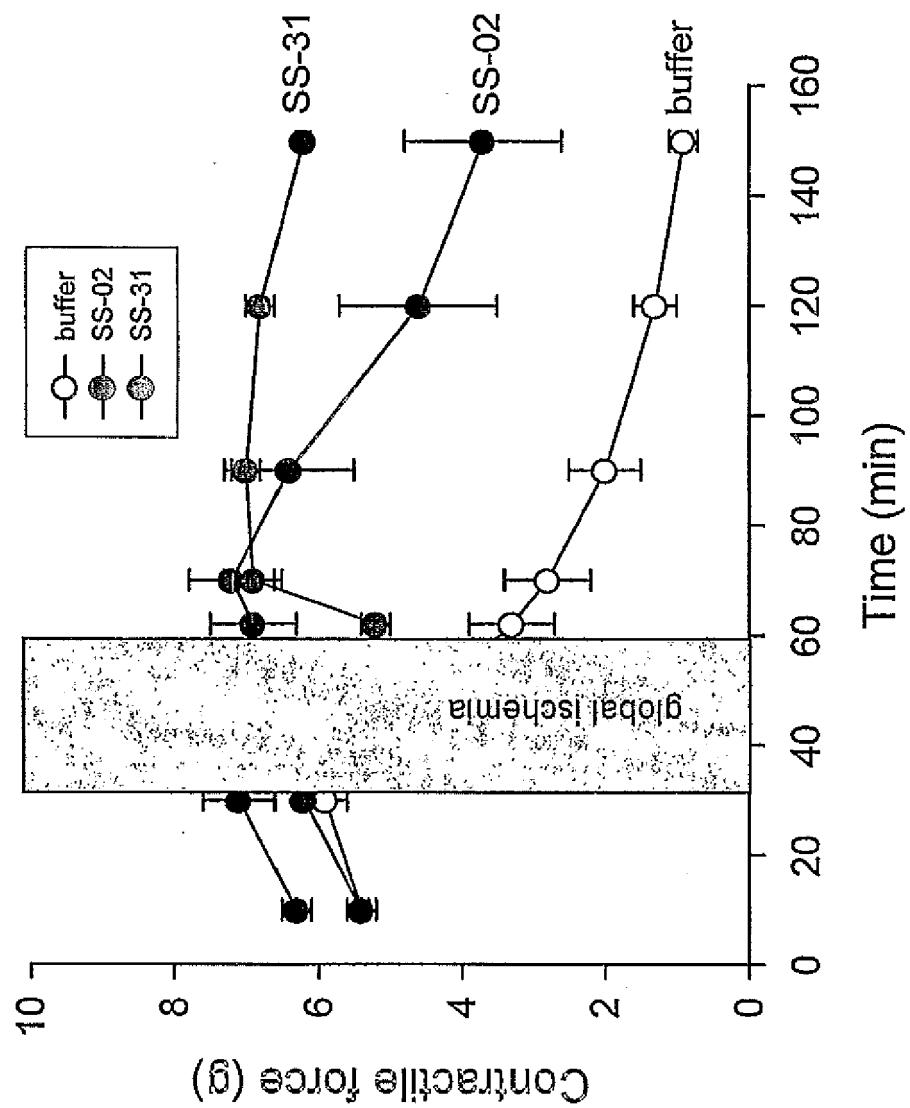 buffer
SS-02
SS-31
SS-31
SS-02
buffer
global ischemia
Contractile force (g)
10
8
6
4
2
0
0
20
40
60
80
100
120
140
160
Time (min)